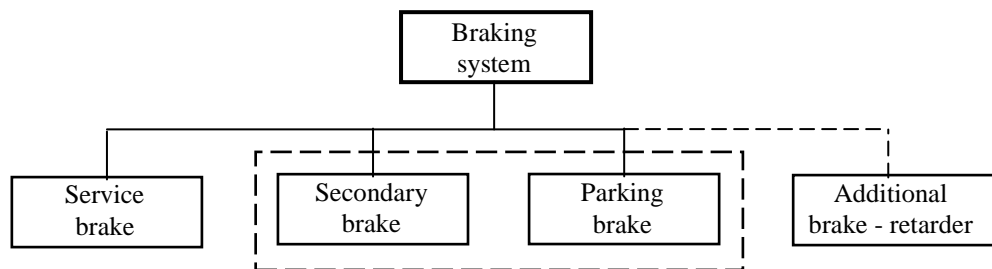 Braking
system
Service
brake
Secondary
brake
Parking
brake
Additional
brake - retarder